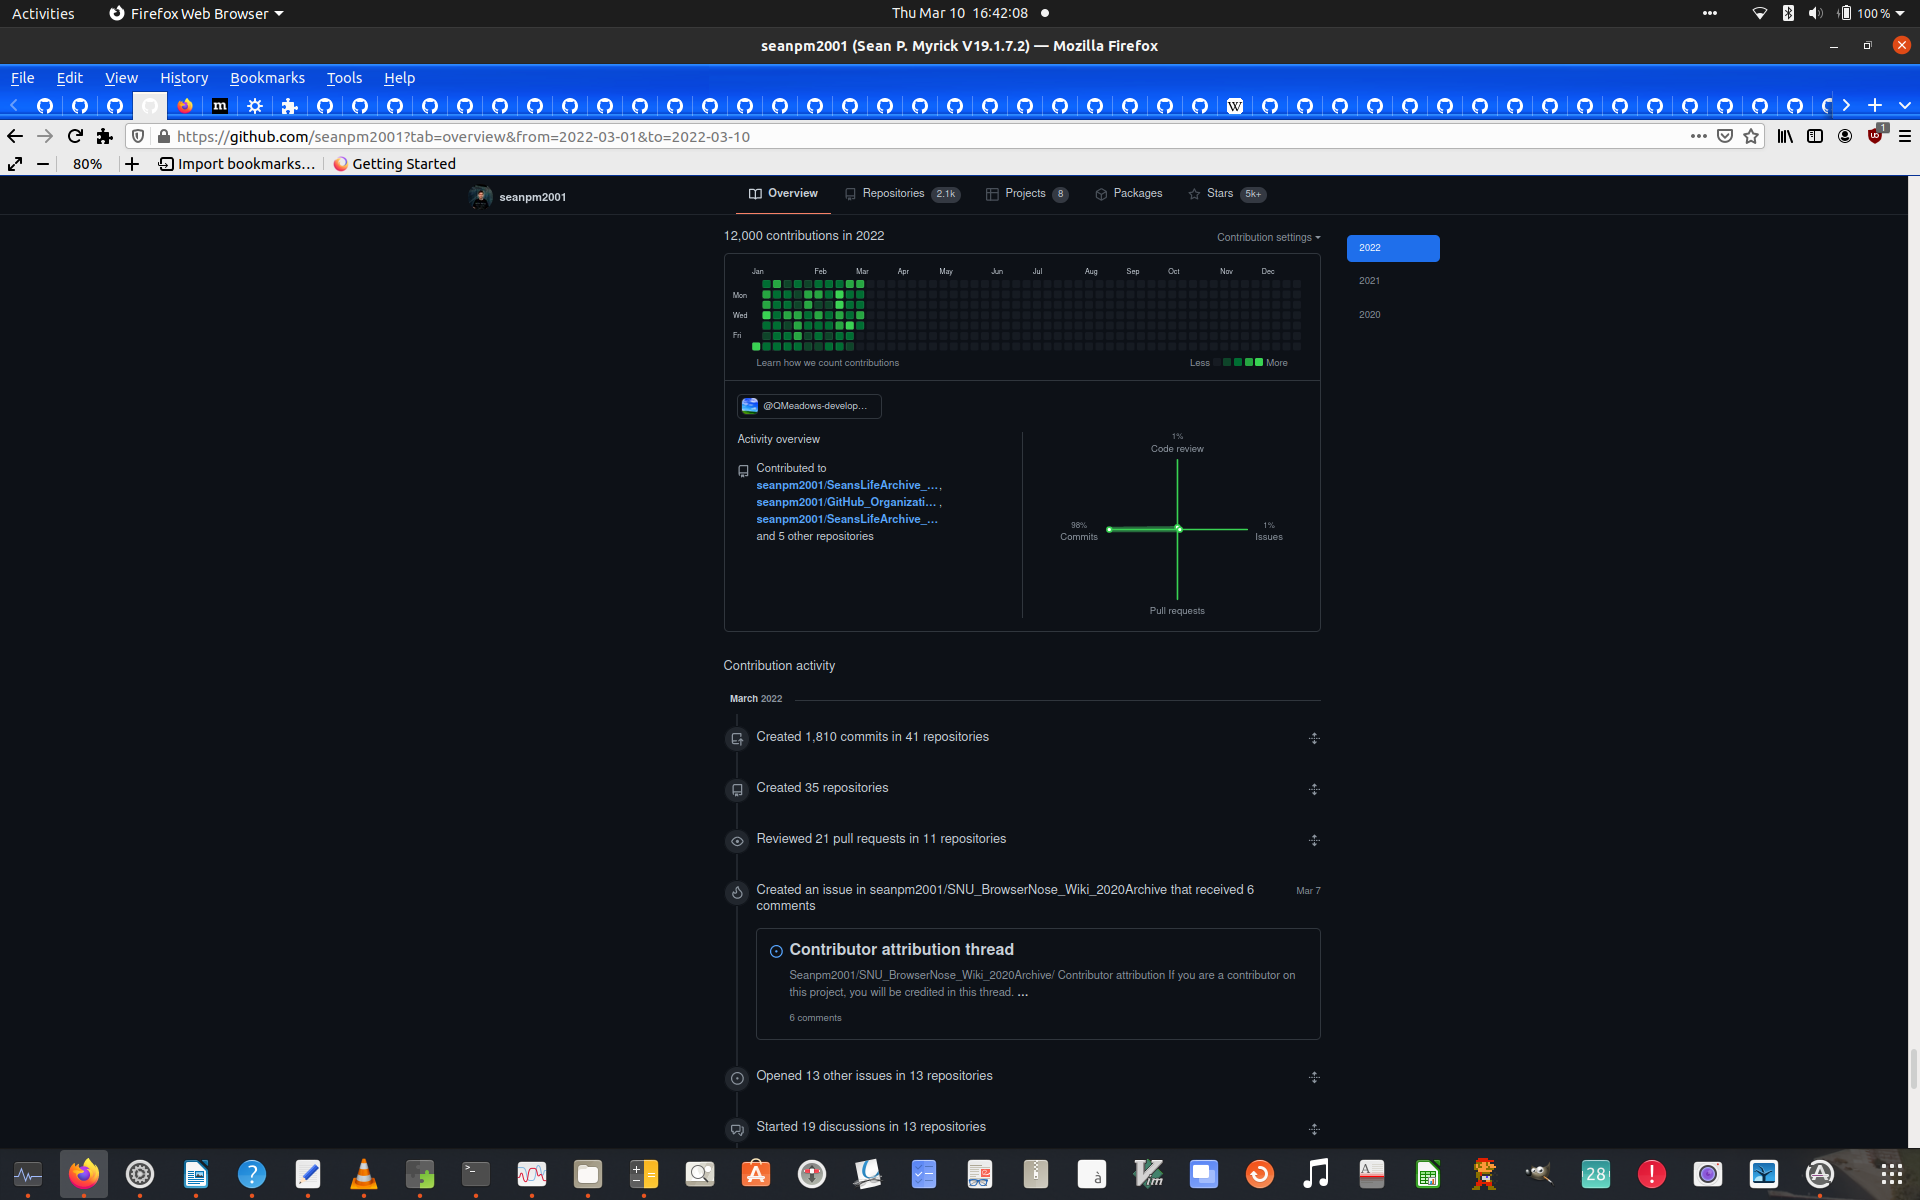 Activities
Firefox Web Browser
Thu Mar 10 16:42:08
100 %
seanpm2001 (Sean P. Myrick V19.1.7.2) — Mozilla Firefox
File Edit View History Bookmarks Tools Help
https://github.com/seanpm2001?tab=overview&from=2022-03-01&to=2022-03-10
1
80%
Import bookmarks...
Getting Started
seanpm2001
Overview
Repositories 2.1k
Projects 8
Packages
Stars 5k+
12,000 contributions in 2022
Contribution settings
2022
2021
2020
Jan Feb Mar Apr May Jun Jul Aug Sep Oct Nov Dec
Mon
Wed
Fri
Learn how we count contributions
Less More
@QMeadows-develop...
Activity overview
Contributed to
seanpm2001/SeansLifeArchive_...,
seanpm2001/GitHub_Organizati... ,
seanpm2001/SeansLifeArchive_...
and 5 other repositories
1%
Code review
98%
Commits
1%
Issues
Pull requests
Contribution activity
March 2022
Created 1,810 commits in 41 repositories
Created 35 repositories
Reviewed 21 pull requests in 11 repositories
Created an issue in seanpm2001/SNU_BrowserNose_Wiki_2020Archive that received 6
comments
Mar 7
Contributor attribution thread
Seanpm2001/SNU_BrowserNose_Wiki_2020Archive/ Contributor attribution If you are a contributor on
this project, you will be credited in this thread. ...
6 comments
Opened 13 other issues in 13 repositories
Started 19 discussions in 13 repositories
28